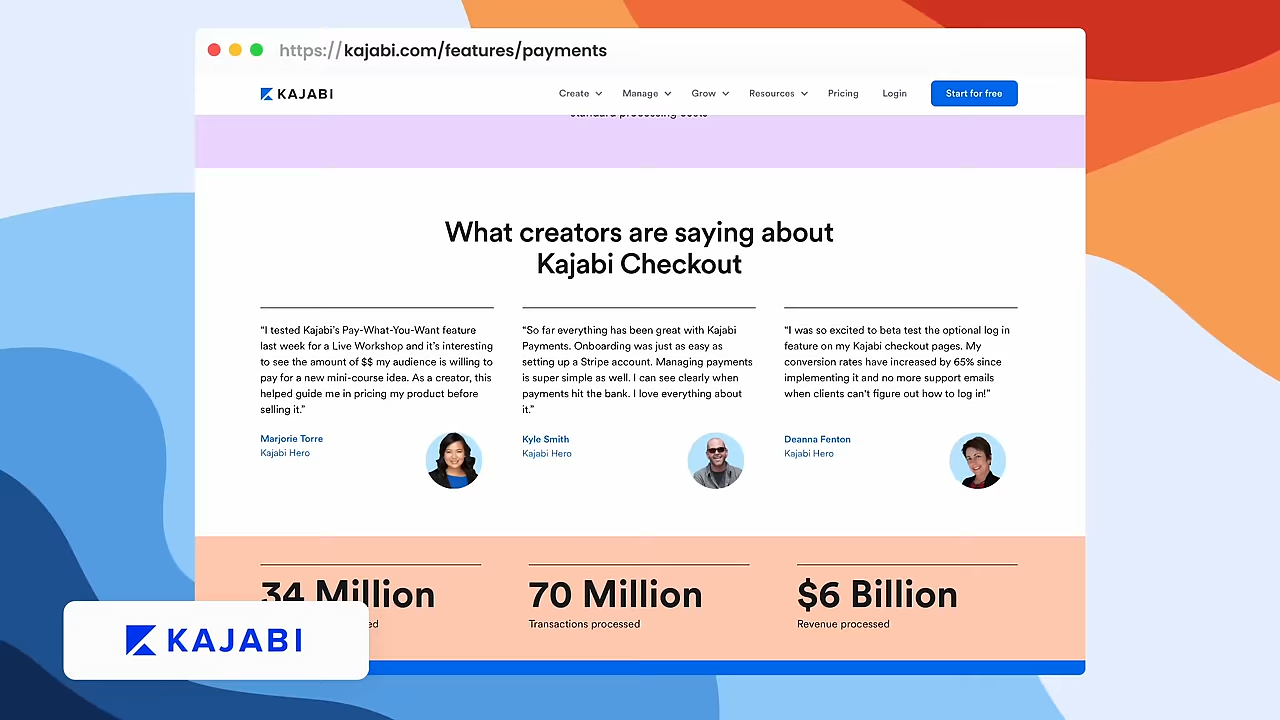 https://kajabi.com/features/payments
KAJABI Create Manage Grow Resources Pricing Login Start for free
standard processing costs
What creators are saying about
Kajabi Checkout
“I tested Kajabi’s Pay-What-You-Want feature
last week for a Live Workshop and it’s interesting
to see the amount of $$ my audience is willing to
pay for a new mini-course idea. As a creator, this
helped guide me in pricing my product before
selling it.”
Marjorie Torre
Kajabi Hero
“So far everything has been great with Kajabi
Payments. Onboarding was just as easy as
setting up a Stripe account. Managing payments
is super simple as well. I can see clearly when
payments hit the bank. I love everything about
it.”
Kyle Smith
Kajabi Hero
“I was so excited to beta test the optional log in
feature on my Kajabi checkout pages. My
conversion rates have increased by 65% since
implementing it and no more support emails
when clients can't figure out how to log in!”
Deanna Fenton
Kajabi Hero
34 Million
70 Million
Transactions processed
$6 Billion
Revenue processed
KAJABI